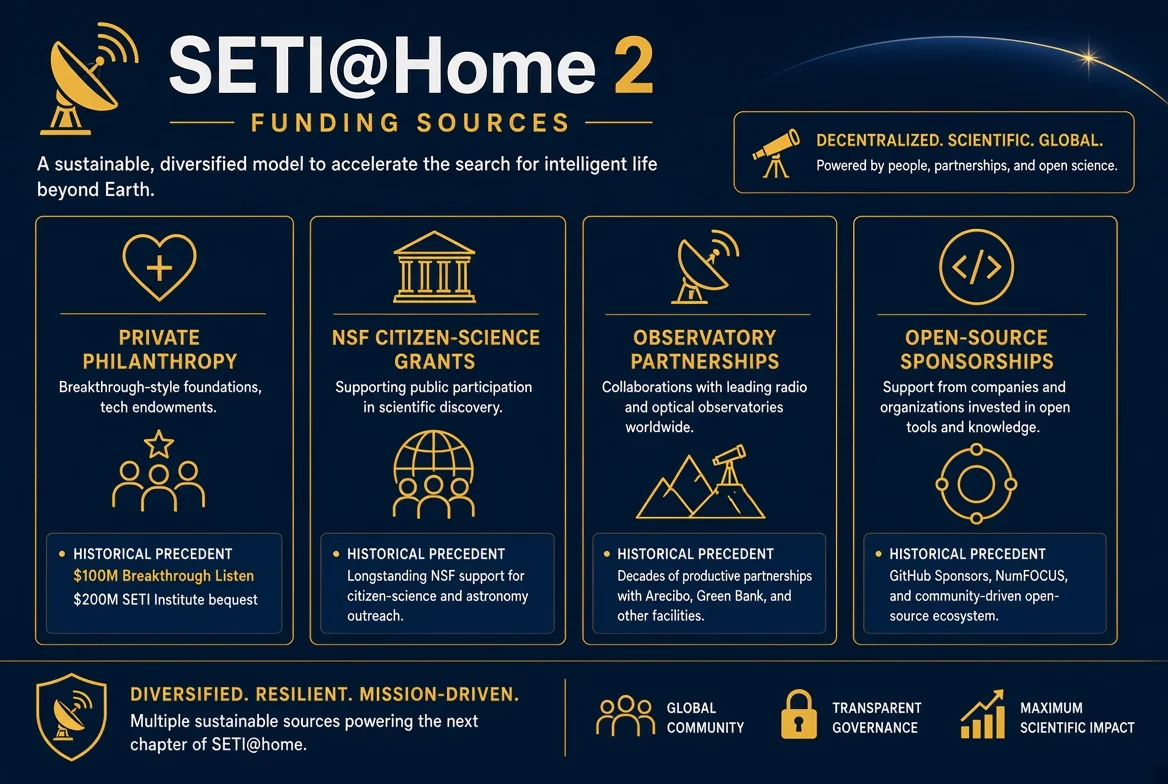 SETI@Home 2
FUNDING SOURCES
A sustainable, diversified model to accelerate the search for intelligent life
beyond Earth.
DECENTRALIZED. SCIENTIFIC. GLOBAL.
Powered by people, partnerships, and open science.
PRIVATE
PHILANTHROPY
Breakthrough-style foundations,
tech endowments.
• HISTORICAL PRECEDENT
$100M Breakthrough Listen
$200M SETI Institute bequest
NSF CITIZEN-SCIENCE
GRANTS
Supporting public participation
in scientific discovery.
• HISTORICAL PRECEDENT
Longstanding NSF support for
citizen-science and astronomy
outreach.
OBSERVATORY
PARTNERSHIPS
Collaborations with leading radio
and optical observatories
worldwide.
• HISTORICAL PRECEDENT
Decades of productive partnerships
with Arecibo, Green Bank, and
other facilities.
</>
OPEN-SOURCE
SPONSORSHIPS
Support from companies and
organizations invested in open
tools and knowledge.
• HISTORICAL PRECEDENT
GitHub Sponsors, NumFOCUS,
and community-driven open-
source ecosystem.
DIVERSIFIED. RESILIENT. MISSION-DRIVEN.
Multiple sustainable sources powering the next
chapter of SETI@home.
GLOBAL
COMMUNITY
TRANSPARENT
GOVERNANCE
MAXIMUM
SCIENTIFIC IMPACT